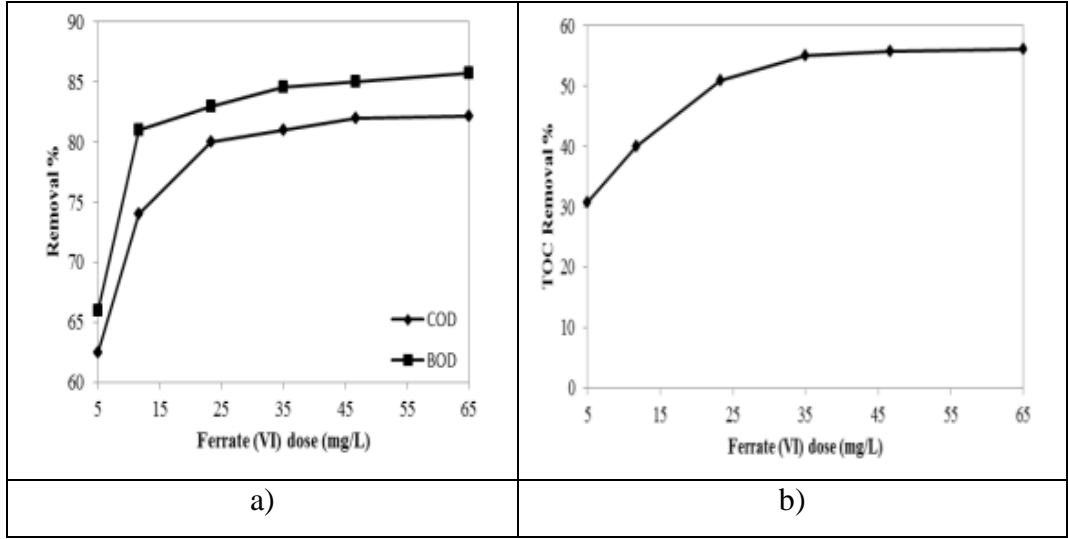 90
85
80
75
70
65
60
Removal %
COD
BOD
5 15 25 35 45 55 65
Ferrate (VI) dose (mg/L)
a)
60
50
40
30
20
10
0
TOC Removal %
5 15 25 35 45 55 65
Ferrate (VI) dose (mg/L)
b)